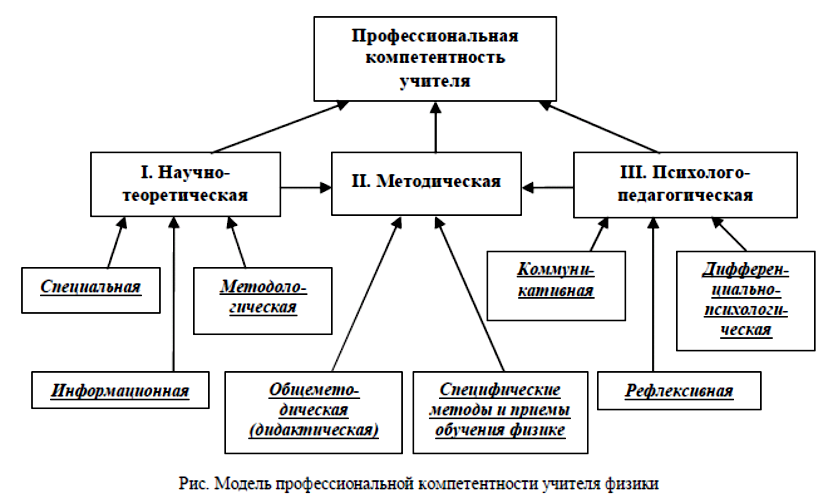 Профессиональная
компетентность
учителя
I. Научно-
теоретическая
II. Методическая
III. Психолого-
педагогическая
Специальная
Методоло-
гическая
Коммуни-
кативная
Дифферен-
циально-
психологи-
ческая
Информационная
Общемето-
дическая
(дидактическая)
Специфические
методы и приемы
обучения физике
Рефлексивная
Рис. Модель профессиональной компетентности учителя физики